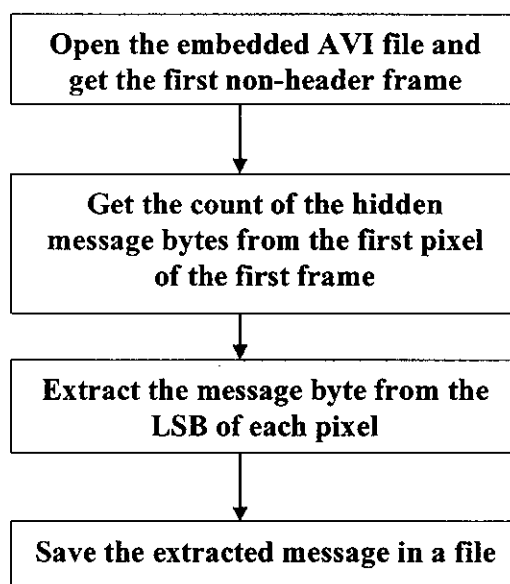 Open the embedded AVI file and
get the first non-header frame
Get the count of the hidden
message bytes from the first pixel
of the first frame
Extract the message byte from the
LSB of each pixel
Save the extracted message in a file